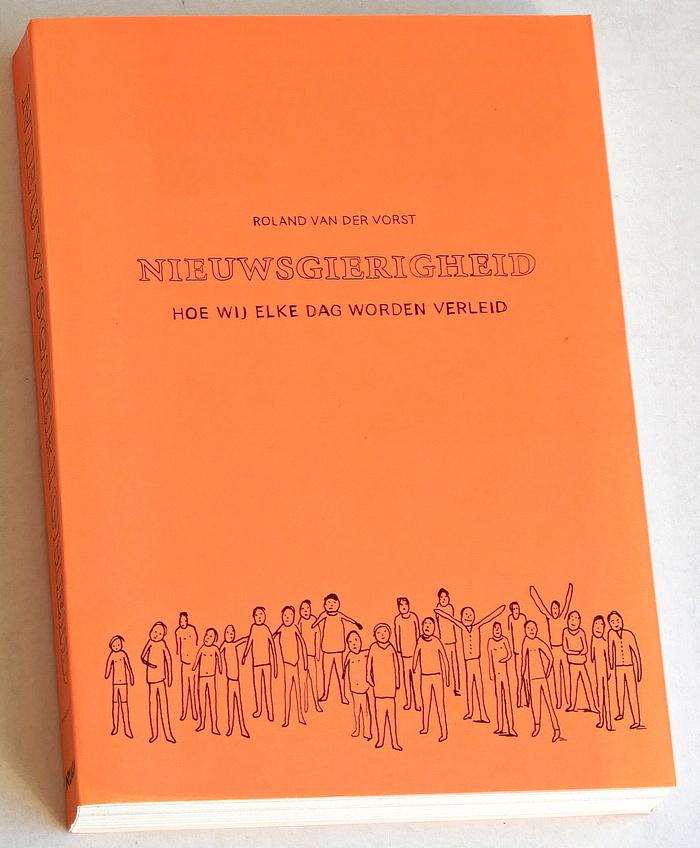 ROLAND VAN DER VORST
NIEUWSGIERIGHEID
HOE WIJ ELKE DAG WORDEN VERLEID